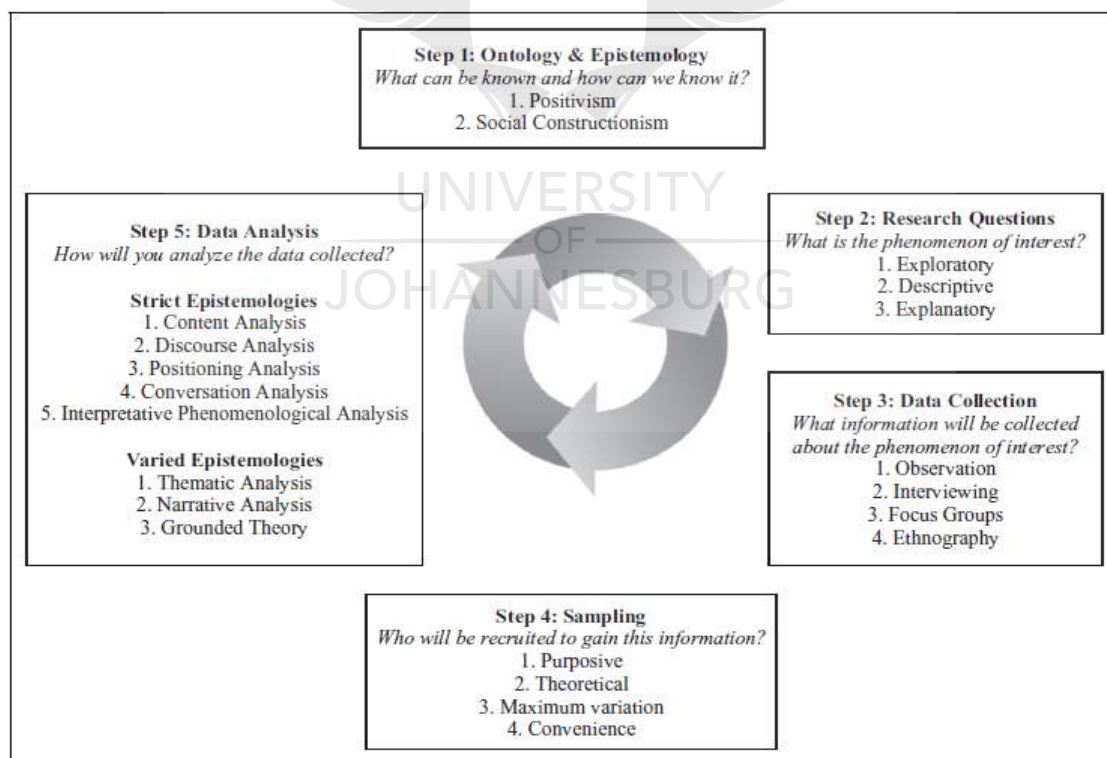 Step 1: Ontology & Epistemology
What can be known and how can we know it?
1. Positivism
2. Social Constructionism
UNIVERSITY
OF
JOHANNESBURG
Step 2: Research Questions
What is the phenomenon of interest?
1. Exploratory
2. Descriptive
3. Explanatory
Step 3: Data Collection
What information will be collected
about the phenomenon of interest?
1. Observation
2. Interviewing
3. Focus Groups
4. Ethnography
Step 4: Sampling
Who will be recruited to gain this information?
1. Purposive
2. Theoretical
3. Maximum variation
4. Convenience
Step 5: Data Analysis
How will you analyze the data collected?
Strict Epistemologies
1. Content Analysis
2. Discourse Analysis
3. Positioning Analysis
4. Conversation Analysis
5. Interpretative Phenomenological Analysis
Varied Epistemologies
1. Thematic Analysis
2. Narrative Analysis
3. Grounded Theory